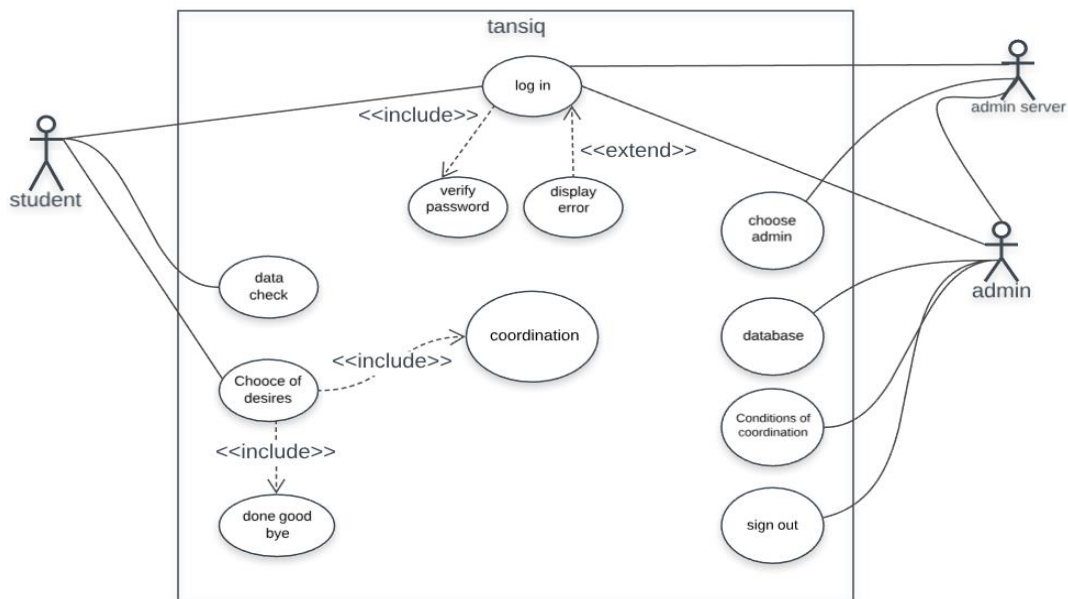 tansiq
log in
<<include>>
<<extend>>
admin server
student
verify
password
display
error
choose
admin
admin
data
check
coordination
database
<<include>>
Chooce of
desires
Conditions of
coordination
<<include>>
done good
bye
sign out